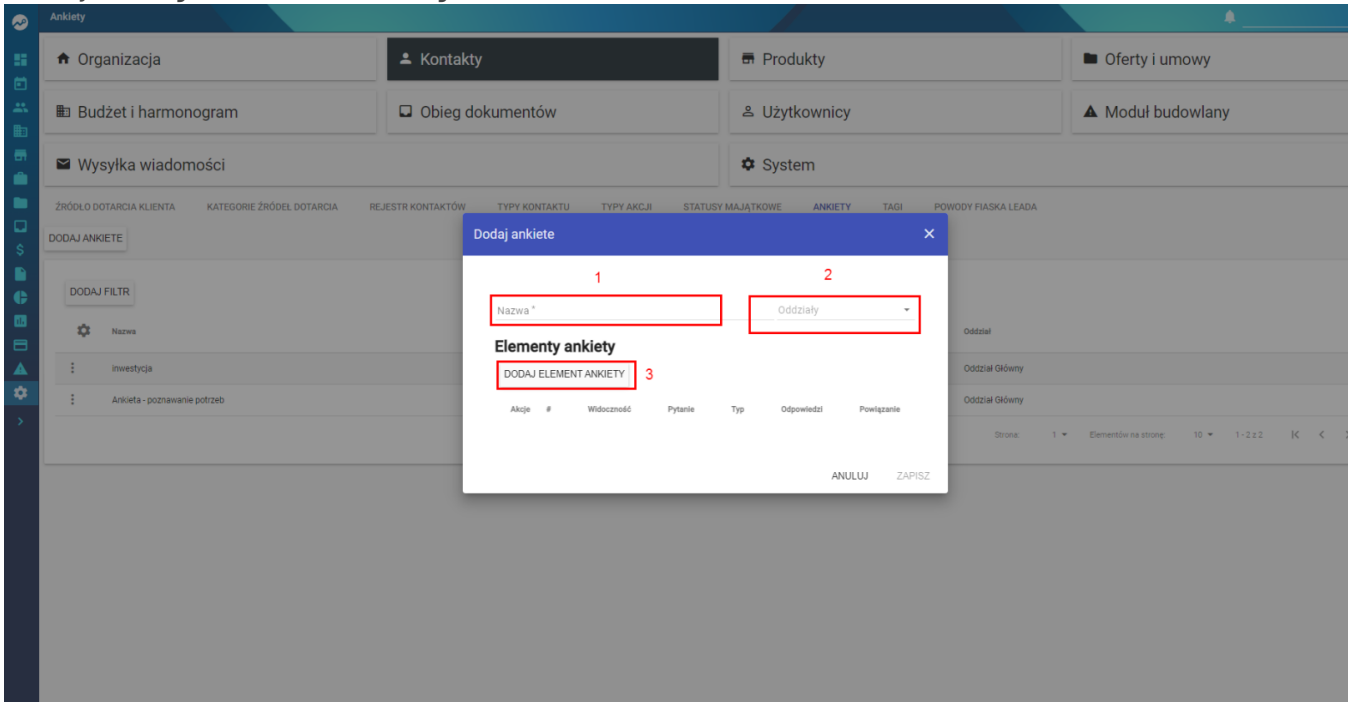 Ankiety
Organizacja Kontakty Produkty Oferty i umowy
Budżet i harmonogram Obieg dokumentów Użytkownicy Moduł budowlany
Wysyłka wiadomości System
ŹRÓDŁO DOTARCIA KLIENTA KATEGORIE ŹRÓDEŁ DOTARCIA REJESTR KONTAKTÓW TYPY KONTAKTU TYPY AKCJI STATUSY MAJĄTKOWE ANKIETY TAGI POWODY FIASKA LEADA
DODAJ ANKIETE
Dodaj ankiete
1 2
DODAJ FILTR
Nazwa * Oddziały
Nazwa Oddział
Elementy ankiety
inwestycja Oddział Główny
DODAJ ELEMENT ANKIETY 3
Ankieta - poznawanie potrzeb Oddział Główny
Akcje # Widoczność Pytanie Typ Odpowiedzi Powiązanie
Strona: 1 Elementów na stronę: 10 1 - 2 z 2
ANULUJ ZAPISZ